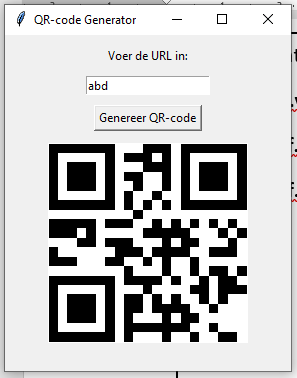 QR-code Generator
Voer de URL in:
abd
Genereer QR-code